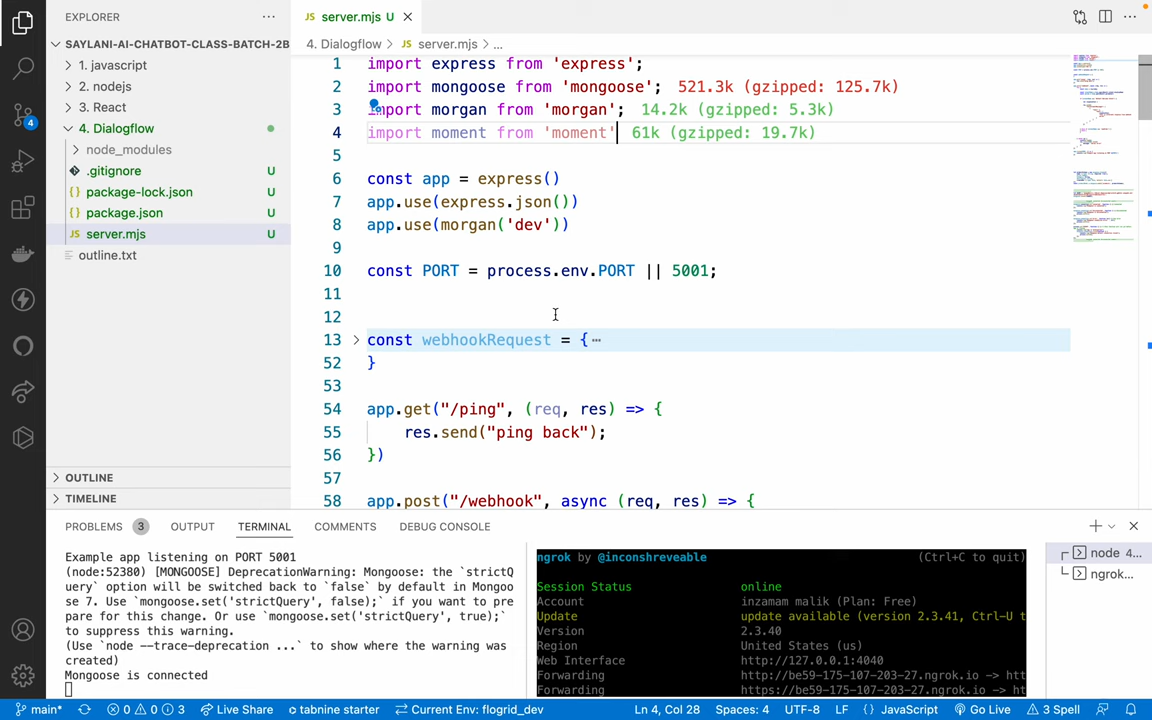 EXPLORER
server.mjs U
SAYLANI-AI-CHATBOT-CLASS-BATCH-2B
1. javascript
2. nodejs
3. React
4. Dialogflow
node_modules
.gitignore U
package-lock.json U
package.json U
JS server.mjs U
outline.txt
OUTLINE
TIMELINE
4
4. Dialogflow > JS server.mjs > ...
1 import express from 'express';
2 import mongoose from 'mongoose'; 521.3k (gzipped: 125.7k)
3 import morgan from 'morgan'; 14.2k (gzipped: 5.3k)
4 import moment from 'moment' 61k (gzipped: 19.7k)
5
6 const app = express()
7 app.use(express.json())
8 app.use(morgan('dev'))
9
10 const PORT = process.env.PORT || 5001;
11
12
13 const webhookRequest = {
52 }
53
54 app.get("/ping", (req, res) => {
55 res.send("ping back");
56 })
57
58 app.post("/webhook", async (req, res) => {
PROBLEMS 3 OUTPUT TERMINAL COMMENTS DEBUG CONSOLE
Example app listening on PORT 5001
(node:52380) [MONGOOSE] DeprecationWarning: Mongoose: the `strictQ
uery` option will be switched back to `false` by default in Mongoo
se 7. Use `mongoose.set('strictQuery', false);` if you want to pre
pare for this change. Or use `mongoose.set('strictQuery', true);`
to suppress this warning.
(Use `node --trace-deprecation ...` to show where the warning was
created)
Mongoose is connected
ngrok by @inconshreveable (Ctrl+C to quit)
Session Status online
Account inzamam malik (Plan: Free)
Update update available (version 2.3.41, Ctrl-U t
Version 2.3.40
Region United States (us)
Web Interface http://127.0.0.1:4040
Forwarding http://be59-175-107-203-27.ngrok.io -> ht
Forwarding https://be59-175-107-203-27.ngrok.io -> ht
node 4...
ngrok...
main* 0 0 3 Live Share tabnine starter Current Env: flogrid_dev Ln 4, Col 28 Spaces: 4 UTF-8 LF {} JavaScript Go Live 3 Spell